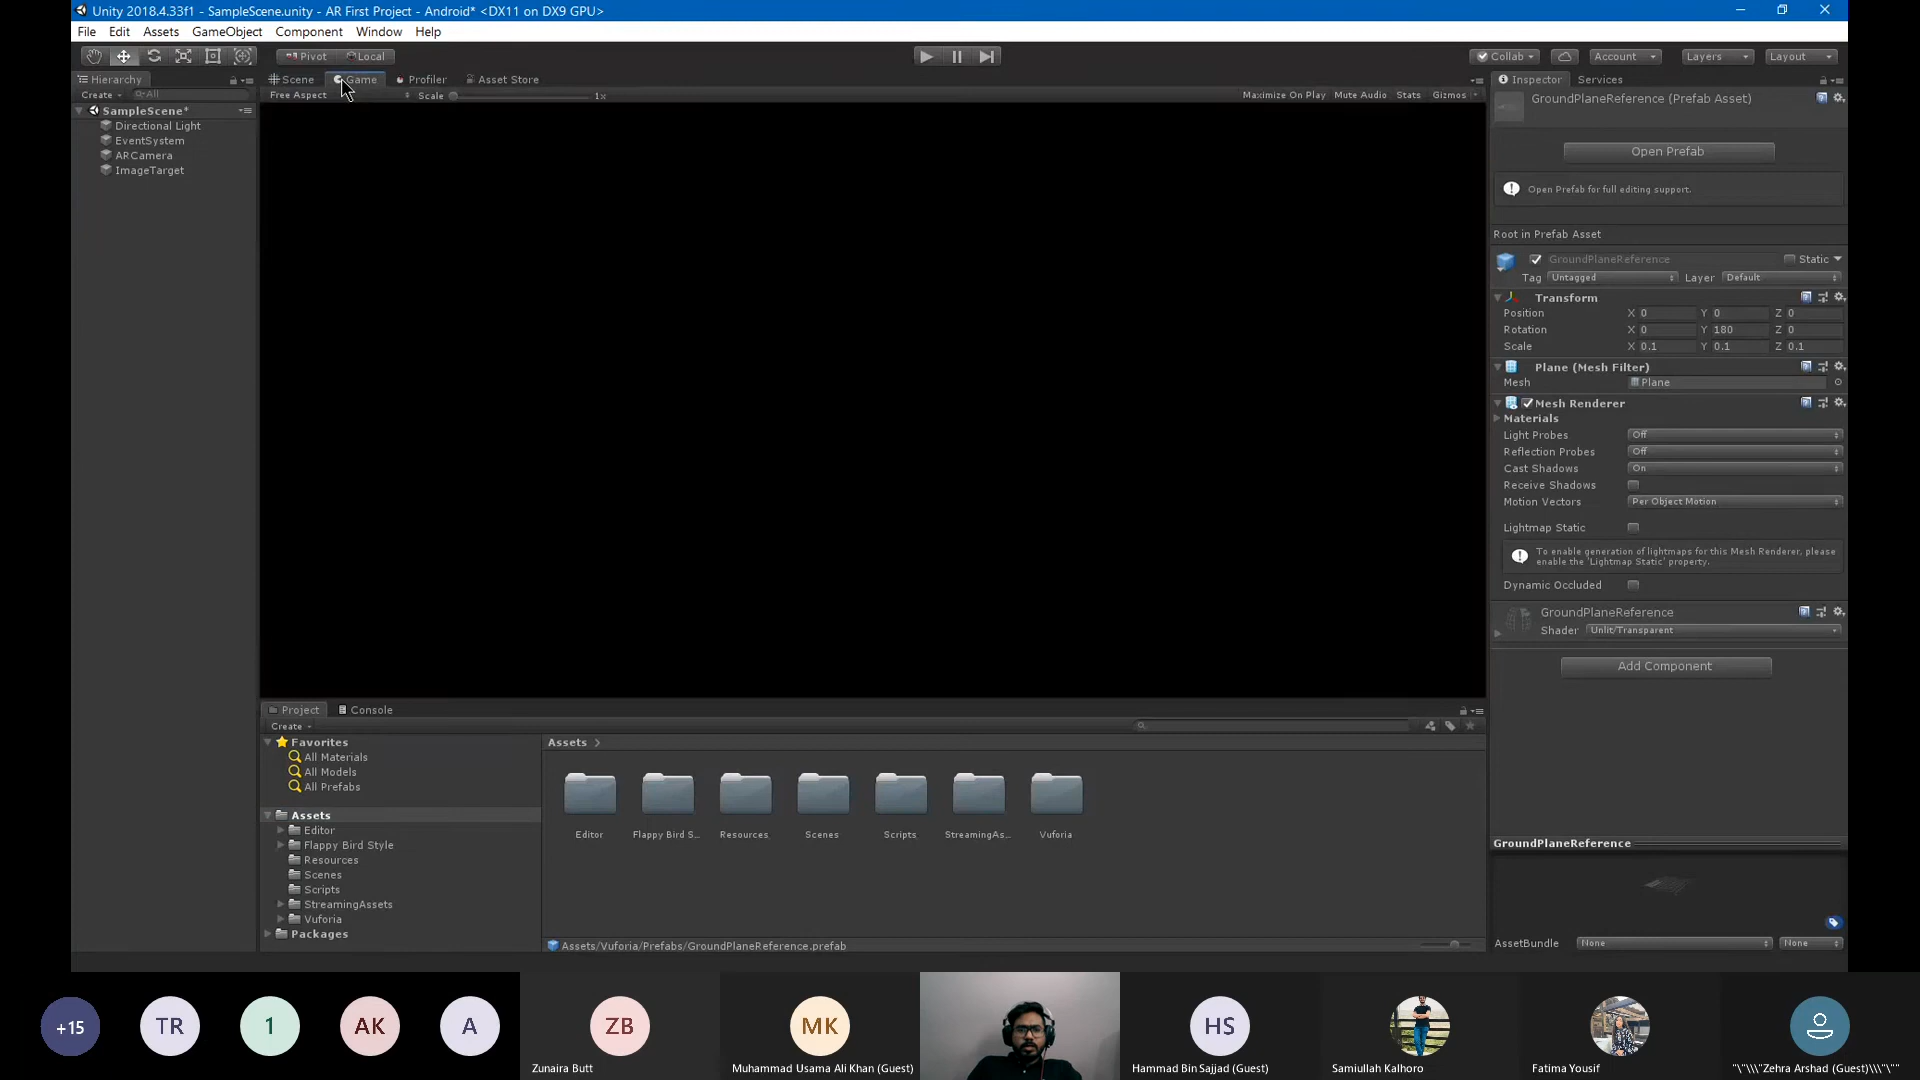 Unity 2018.4.33f1 - SampleScene.unity - AR First Project - Android* <DX11 on DX9 GPU>
File Edit Assets GameObject Component Window Help
Pivot Local Collab Account Layers Layout
Hierarchy
Create All
SampleScene*
Directional Light
EventSystem
ARCamera
ImageTarget
Scene Game Profiler Asset Store
Free Aspect Scale 1x Maximize On Play Mute Audio Stats Gizmos
Inspector Services
GroundPlaneReference (Prefab Asset)
Open Prefab
Open Prefab for full editing support.
Root in Prefab Asset
GroundPlaneReference Static
Tag Untagged Layer Default
Transform
Position X 0 Y 0 Z 0
Rotation X 0 Y 180 Z 0
Scale X 0.1 Y 0.1 Z 0.1
Plane (Mesh Filter)
Mesh Plane
Mesh Renderer
Materials
Light Probes Off
Reflection Probes Off
Cast Shadows On
Receive Shadows
Motion Vectors Per Object Motion
Lightmap Static
To enable generation of lightmaps for this Mesh Renderer, please
enable the 'Lightmap Static' property.
Dynamic Occluded
GroundPlaneReference
Shader Unlit/Transparent
Add Component
GroundPlaneReference
AssetBundle None None
Project Console
Create
Favorites
All Materials
All Models
All Prefabs
Assets
Editor
Flappy Bird Style
Resources
Scenes
Scripts
StreamingAssets
Vuforia
Packages
Assets >
Editor Flappy Bird S... Resources Scenes Scripts StreamingAs... Vuforia
Assets/Vuforia/Prefabs/GroundPlaneReference.prefab
+15 TR 1 AK A ZB MK HS
Zunaira Butt Muhammad Usama Ali Khan (Guest) Hammad Bin Sajjad (Guest) Samiullah Kalhoro Fatima Yousif "\"\\\"Zehra Arshad (Guest)\\\"\""